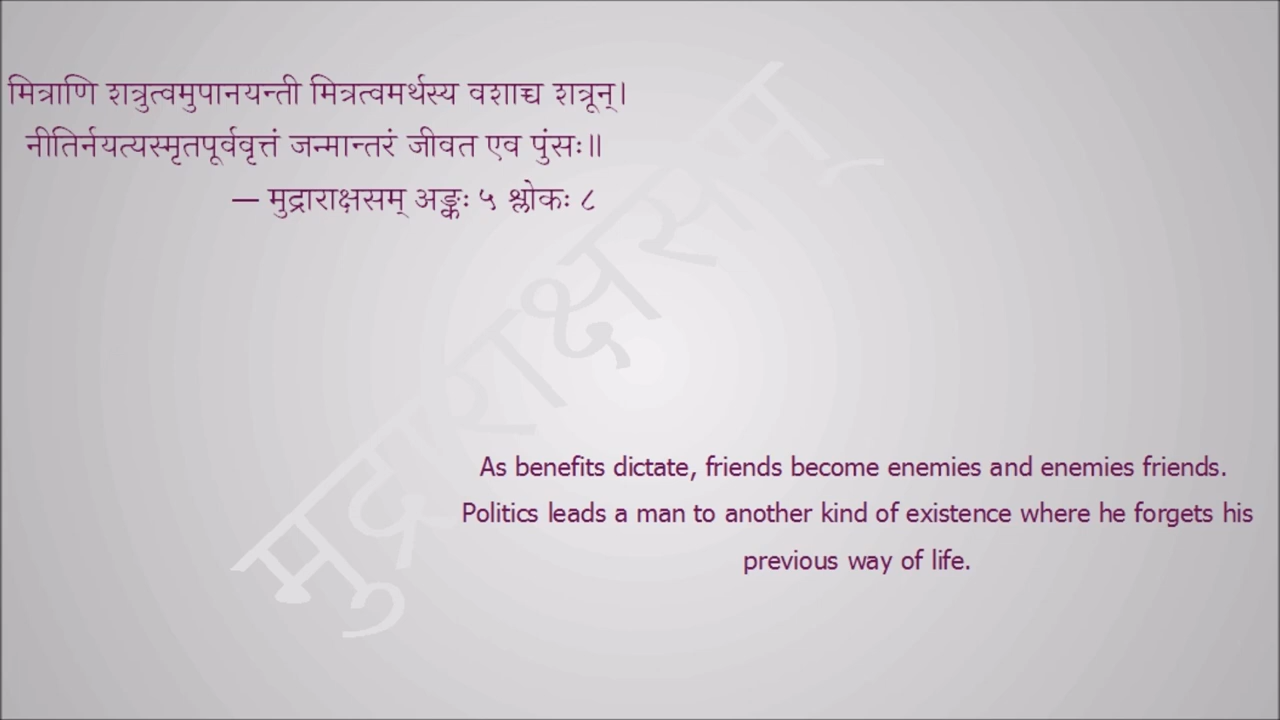 मित्राणि शत्रुत्वमुपानयन्ती मित्रत्वमर्थस्य वशाच्च शत्रून्।
नीतिर्नयत्यस्मृतपूर्ववृत्तं जन्मान्तरं जीवत एव पुंसः॥
— मुद्राराक्षसम् अङ्कः ५ श्लोकः ८
मुद्राराक्षसम्
As benefits dictate, friends become enemies and enemies friends.
Politics leads a man to another kind of existence where he forgets his
previous way of life.